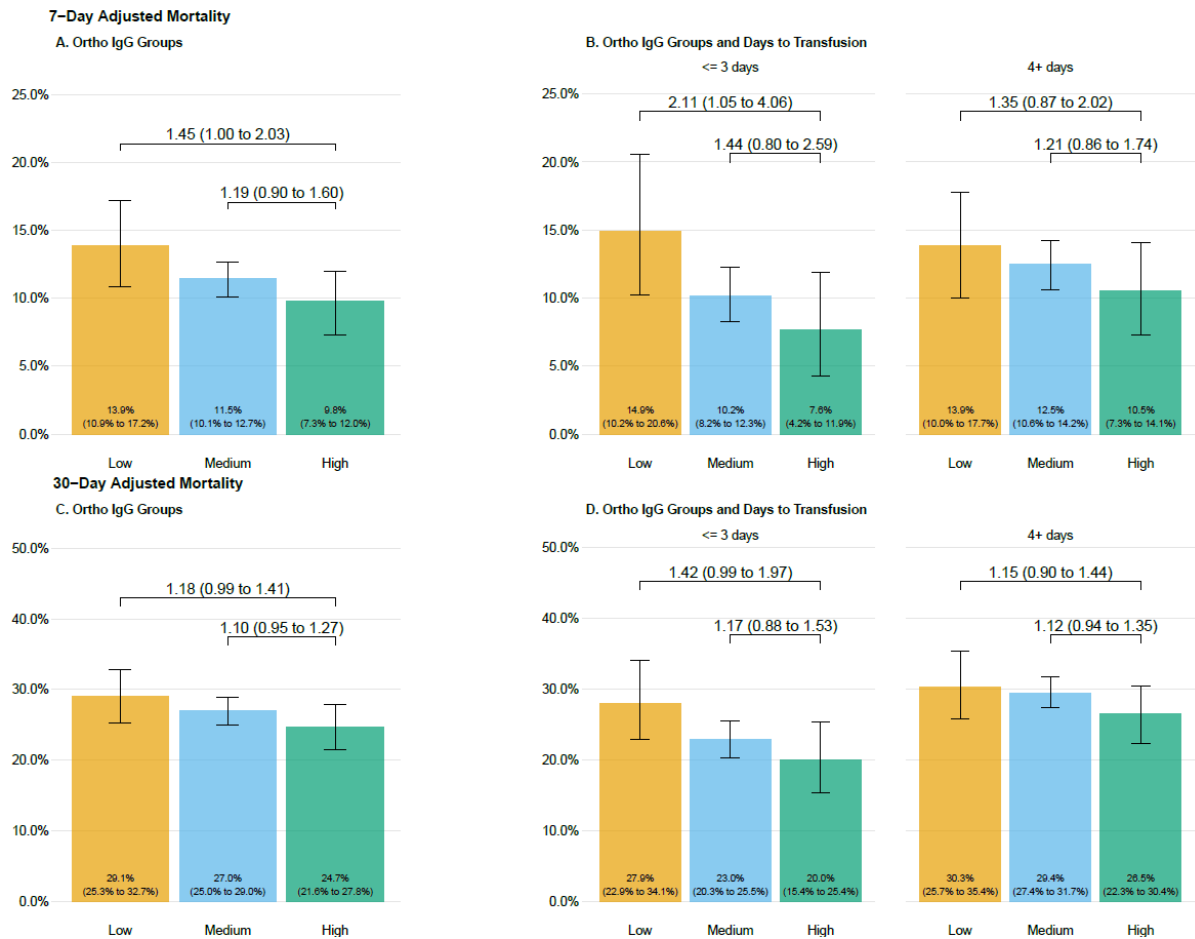 7−Day Adjusted Mortality
A. Ortho IgG Groups
25.0%
20.0%
15.0%
10.0%
5.0%
0.0%
1.45 (1.00 to 2.03)
1.19 (0.90 to 1.60)
13.9%
(10.9% to 17.2%)
11.5%
(10.1% to 12.7%)
9.8%
(7.3% to 12.0%)
Low Medium High
B. Ortho IgG Groups and Days to Transfusion
<= 3 days
4+ days
25.0%
20.0%
15.0%
10.0%
5.0%
0.0%
2.11 (1.05 to 4.06)
1.44 (0.80 to 2.59)
14.9%
(10.2% to 20.6%)
10.2%
(8.2% to 12.3%)
7.6%
(4.2% to 11.9%)
Low Medium High
1.35 (0.87 to 2.02)
1.21 (0.86 to 1.74)
13.9%
(10.0% to 17.7%)
12.5%
(10.6% to 14.2%)
10.5%
(7.3% to 14.1%)
Low Medium High
30−Day Adjusted Mortality
C. Ortho IgG Groups
50.0%
40.0%
30.0%
20.0%
10.0%
0.0%
1.18 (0.99 to 1.41)
1.10 (0.95 to 1.27)
29.1%
(25.3% to 32.7%)
27.0%
(25.0% to 29.0%)
24.7%
(21.6% to 27.8%)
Low Medium High
D. Ortho IgG Groups and Days to Transfusion
<= 3 days
4+ days
50.0%
40.0%
30.0%
20.0%
10.0%
0.0%
1.42 (0.99 to 1.97)
1.17 (0.88 to 1.53)
27.9%
(22.9% to 34.1%)
23.0%
(20.3% to 25.5%)
20.0%
(15.4% to 25.4%)
Low Medium High
1.15 (0.90 to 1.44)
1.12 (0.94 to 1.35)
30.3%
(25.7% to 35.4%)
29.4%
(27.4% to 31.7%)
26.5%
(22.3% to 30.4%)
Low Medium High